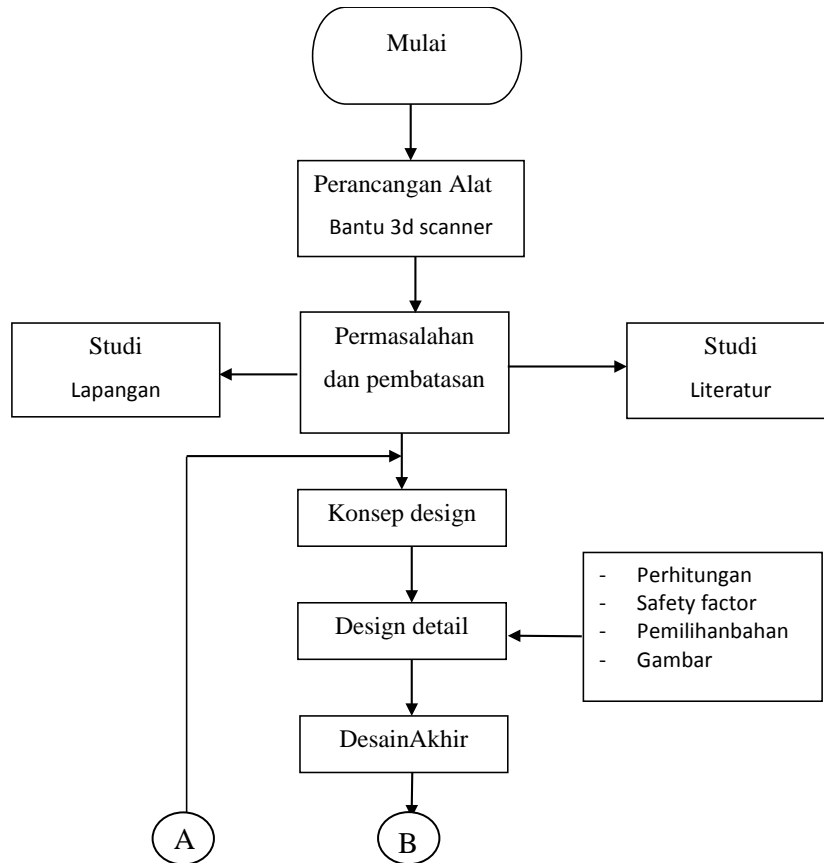 Mulai
Perancangan Alat
Bantu 3d scanner
Studi
Lapangan
Permasalahan
dan pembatasan
Studi
Literatur
Konsep design
Design detail
- Perhitungan
- Safety factor
- Pemilihanbahan
- Gambar
DesainAkhir
A
B